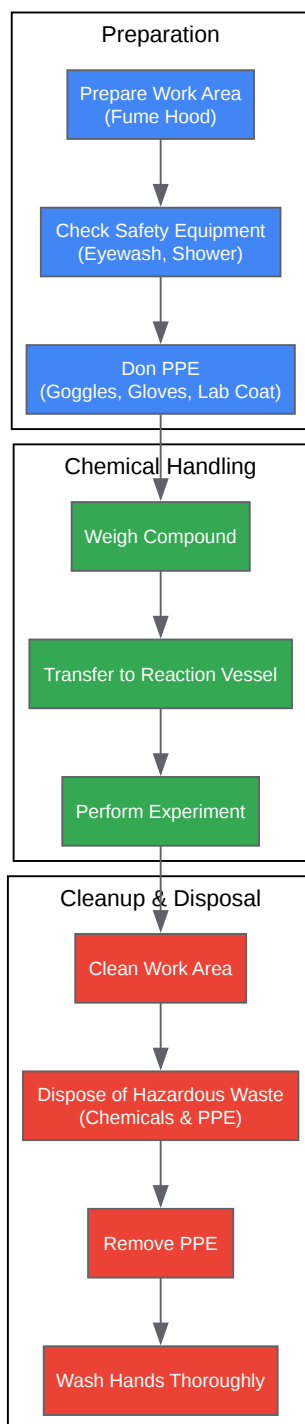 Preparation
Prepare Work Area
(Fume Hood)
Check Safety Equipment
(Eyewash, Shower)
Don PPE
(Goggles, Gloves, Lab Coat)
Chemical Handling
Weigh Compound
Transfer to Reaction Vessel
Perform Experiment
Cleanup & Disposal
Clean Work Area
Dispose of Hazardous Waste
(Chemicals & PPE)
Remove PPE
Wash Hands Thoroughly